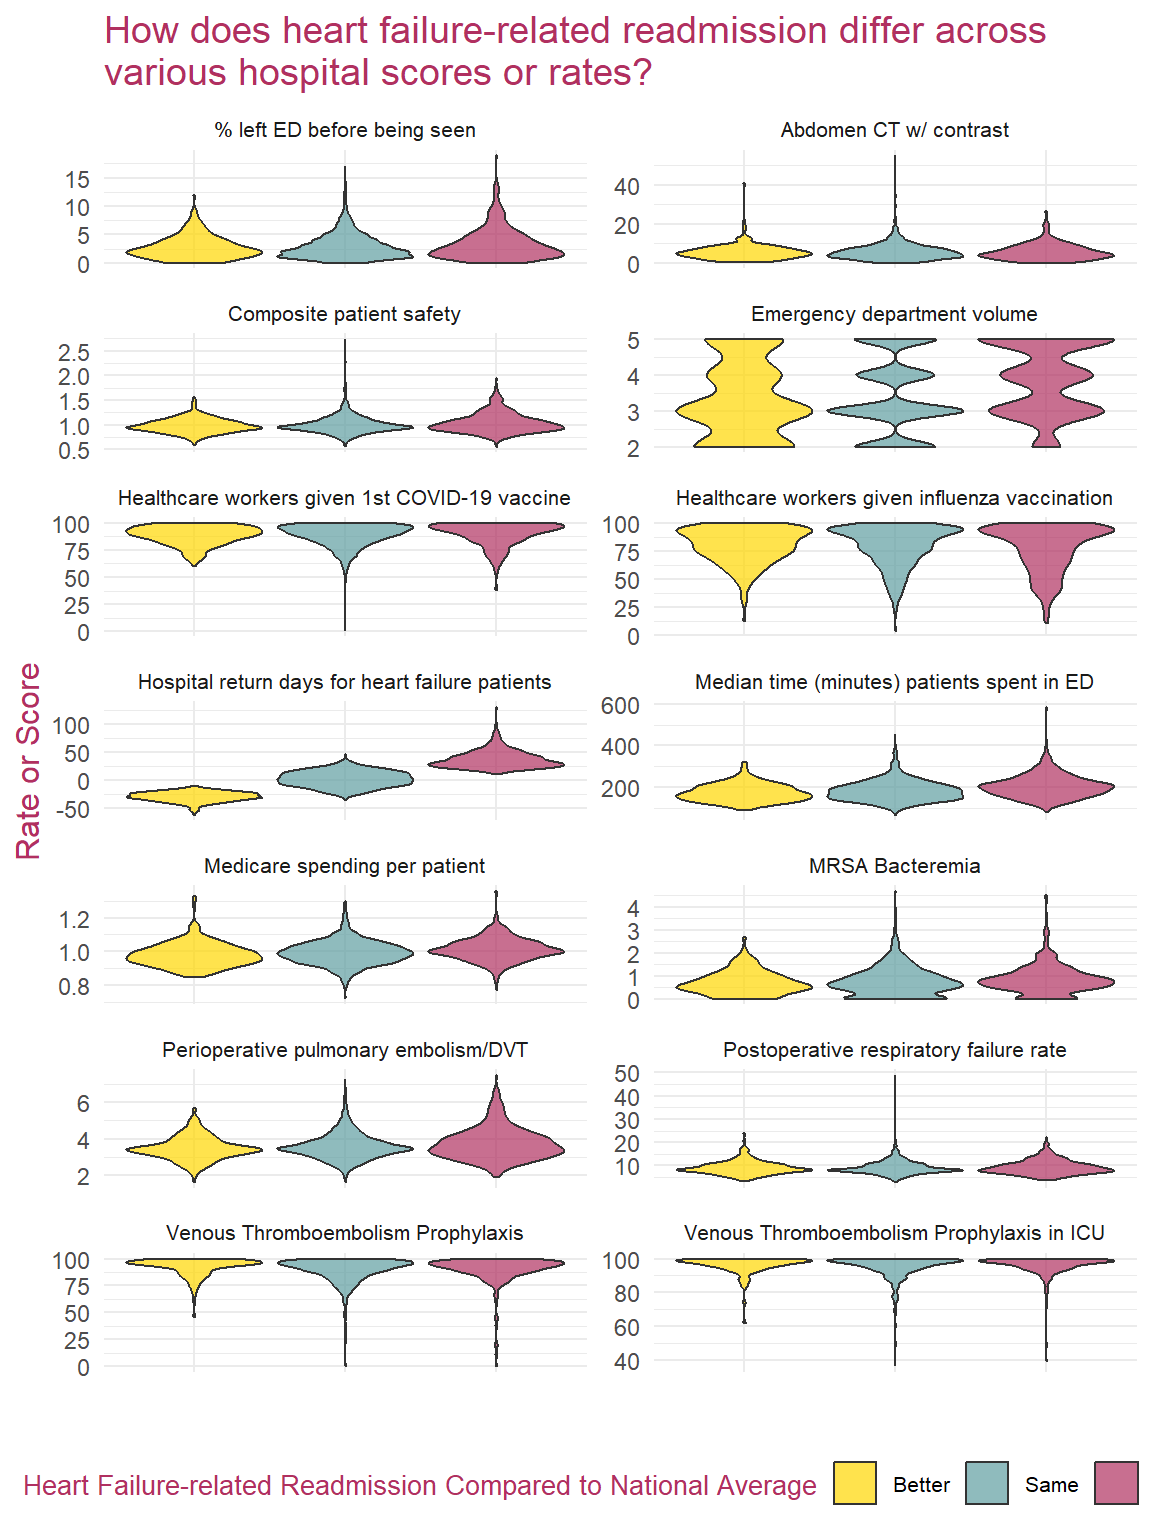 How does heart failure-related readmission differ across
various hospital scores or rates?
% left ED before being seen
Abdomen CT w/ contrast
15
10
5
0
40
20
0
Composite patient safety
Emergency department volume
2.5
2.0
1.5
1.0
0.5
5
4
3
2
Healthcare workers given 1st COVID-19 vaccine
Healthcare workers given influenza vaccination
100
75
50
25
0
100
75
50
25
0
Rate or Score
Hospital return days for heart failure patients
Median time (minutes) patients spent in ED
100
50
0
-50
600
400
200
Medicare spending per patient
MRSA Bacteremia
1.2
1.0
0.8
4
3
2
1
0
Perioperative pulmonary embolism/DVT
Postoperative respiratory failure rate
6
4
2
50
40
30
20
10
Venous Thromboembolism Prophylaxis
Venous Thromboembolism Prophylaxis in ICU
100
75
50
25
0
100
80
60
40
Heart Failure-related Readmission Compared to National Average
Better
Same